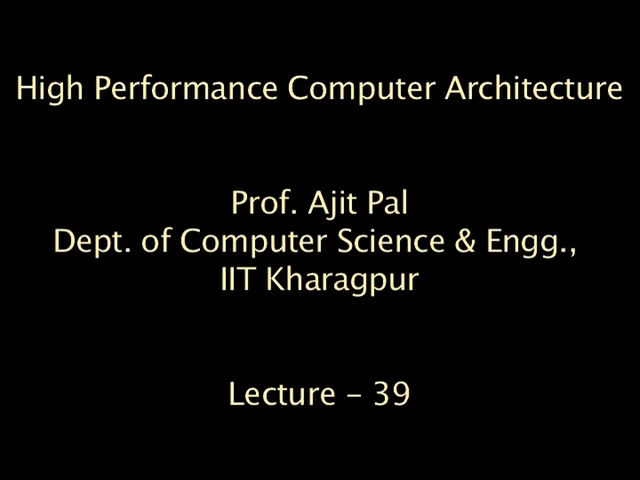 High Performance Computer Architecture
Prof. Ajit Pal
Dept. of Computer Science & Engg.,
IIT Kharagpur
Lecture – 39